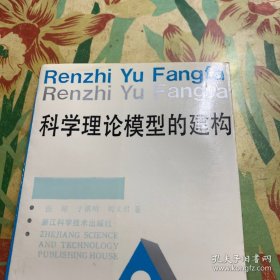 Renzhi Yu Fangfa
Renzhi Yu Fangfa
科学理论模型的建构
著
浙江科学技术出版社
ZHEJIANG SCIENCE
AND TECHNOLOGY
PUBLISHING HOUSE